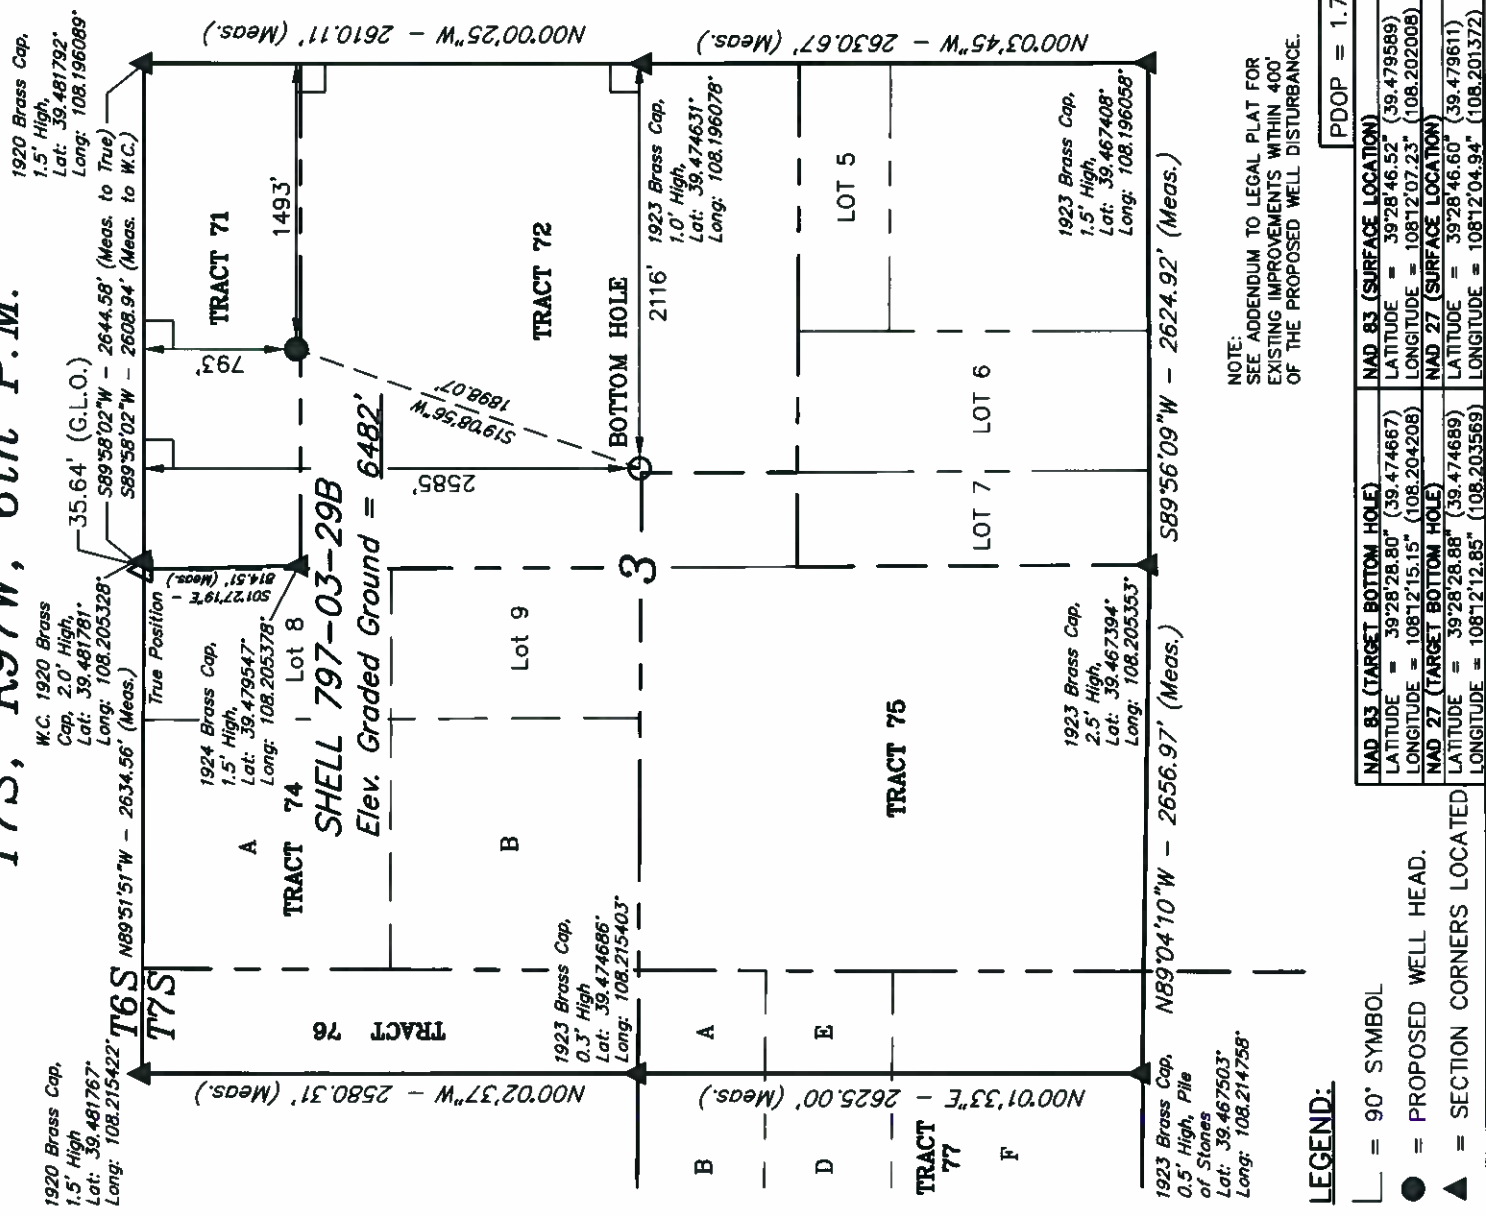 T7S, R97W, 6th P.M.
1920 Brass Cap,
1.5' High
Lat: 39.481767°
Long: 108.215422°
T6S
T7S
N89°51'51"W - 2634.56' (Meas.)
W.C. 1920 Brass
Cap, 2.0' High,
Lat: 39.481781°
Long: 108.205328°
True Position
35.64' (G.L.O.)
S89°58'02"W - 2644.58' (Meas. to True)
S89°58'02"W - 2608.94' (Meas. to W.C.)
1920 Brass Cap,
1.5' High,
Lat: 39.481792°
Long: 108.196089°
S01°27'19"E -
814.51' (Meas.)
1924 Brass Cap,
1.5' High,
Lat: 39.479547°
Long: 108.205378°
Lot 8
A
TRACT 74
793'
TRACT 71
1493'
SHELL 797-03-29B
Elev. Graded Ground = 6482'
S19°08'56"W
1898.07'
2585'
TRACT 76
N00°02'37"W - 2580.31' (Meas.)
N00°00'25"W - 2610.11' (Meas.)
B
Lot 9
TRACT 72
1923 Brass Cap,
0.3' High
Lat: 39.474686°
Long: 108.215403°
3
BOTTOM HOLE
2116'
1923 Brass Cap,
1.0' High,
Lat: 39.474631°
Long: 108.196078°
B
A
D
E
TRACT
77
F
N00°01'33"E - 2625.00' (Meas.)
N00°03'45"W - 2630.67' (Meas.)
TRACT 75
LOT 5
LOT 7
LOT 6
1923 Brass Cap,
2.5' High,
Lat: 39.467394°
Long: 108.205353°
1923 Brass Cap,
1.5' High,
Lat: 39.467408°
Long: 108.196058°
1923 Brass Cap,
0.5' High, Pile
of Stones
Lat: 39.467503°
Long: 108.214758°
N89°04'10"W - 2656.97' (Meas.)
S89°56'09"W - 2624.92' (Meas.)
NOTE:
SEE ADDENDUM TO LEGAL PLAT FOR
EXISTING IMPROVEMENTS WITHIN 400'
OF THE PROPOSED WELL DISTURBANCE.
LEGEND:
= 90° SYMBOL
= PROPOSED WELL HEAD.
= SECTION CORNERS LOCATED
PDOP = 1.7
NAD 83 (TARGET BOTTOM HOLE)
LATITUDE = 39°28'28.80" (39.474667)
LONGITUDE = 108°12'15.15" (108.204208)
NAD 27 (TARGET BOTTOM HOLE)
LATITUDE = 39°28'28.88" (39.474689)
LONGITUDE = 108°12'12.85" (108.203569)
NAD 83 (SURFACE LOCATION)
LATITUDE = 39°28'46.52" (39.479589)
LONGITUDE = 108°12'07.23" (108.202008)
NAD 27 (SURFACE LOCATION)
LATITUDE = 39°28'46.60" (39.479611)
LONGITUDE = 108°12'04.94" (108.201372)